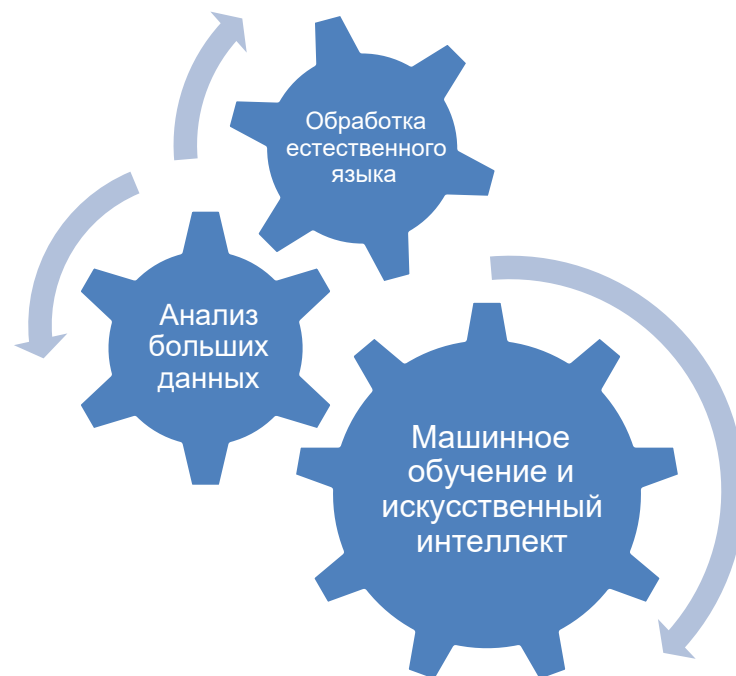 Обработка
естественного
языка
Анализ
больших
данных
Машинное
обучение и
искусственный
интеллект